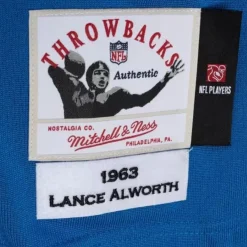 THROWBACKS
NFL
Authentic
NFL PLAYERS
NOSTALGIA CO.
Mitchell & Ness
PHILADELPHIA, PA.
1963
LANCE ALWORTH